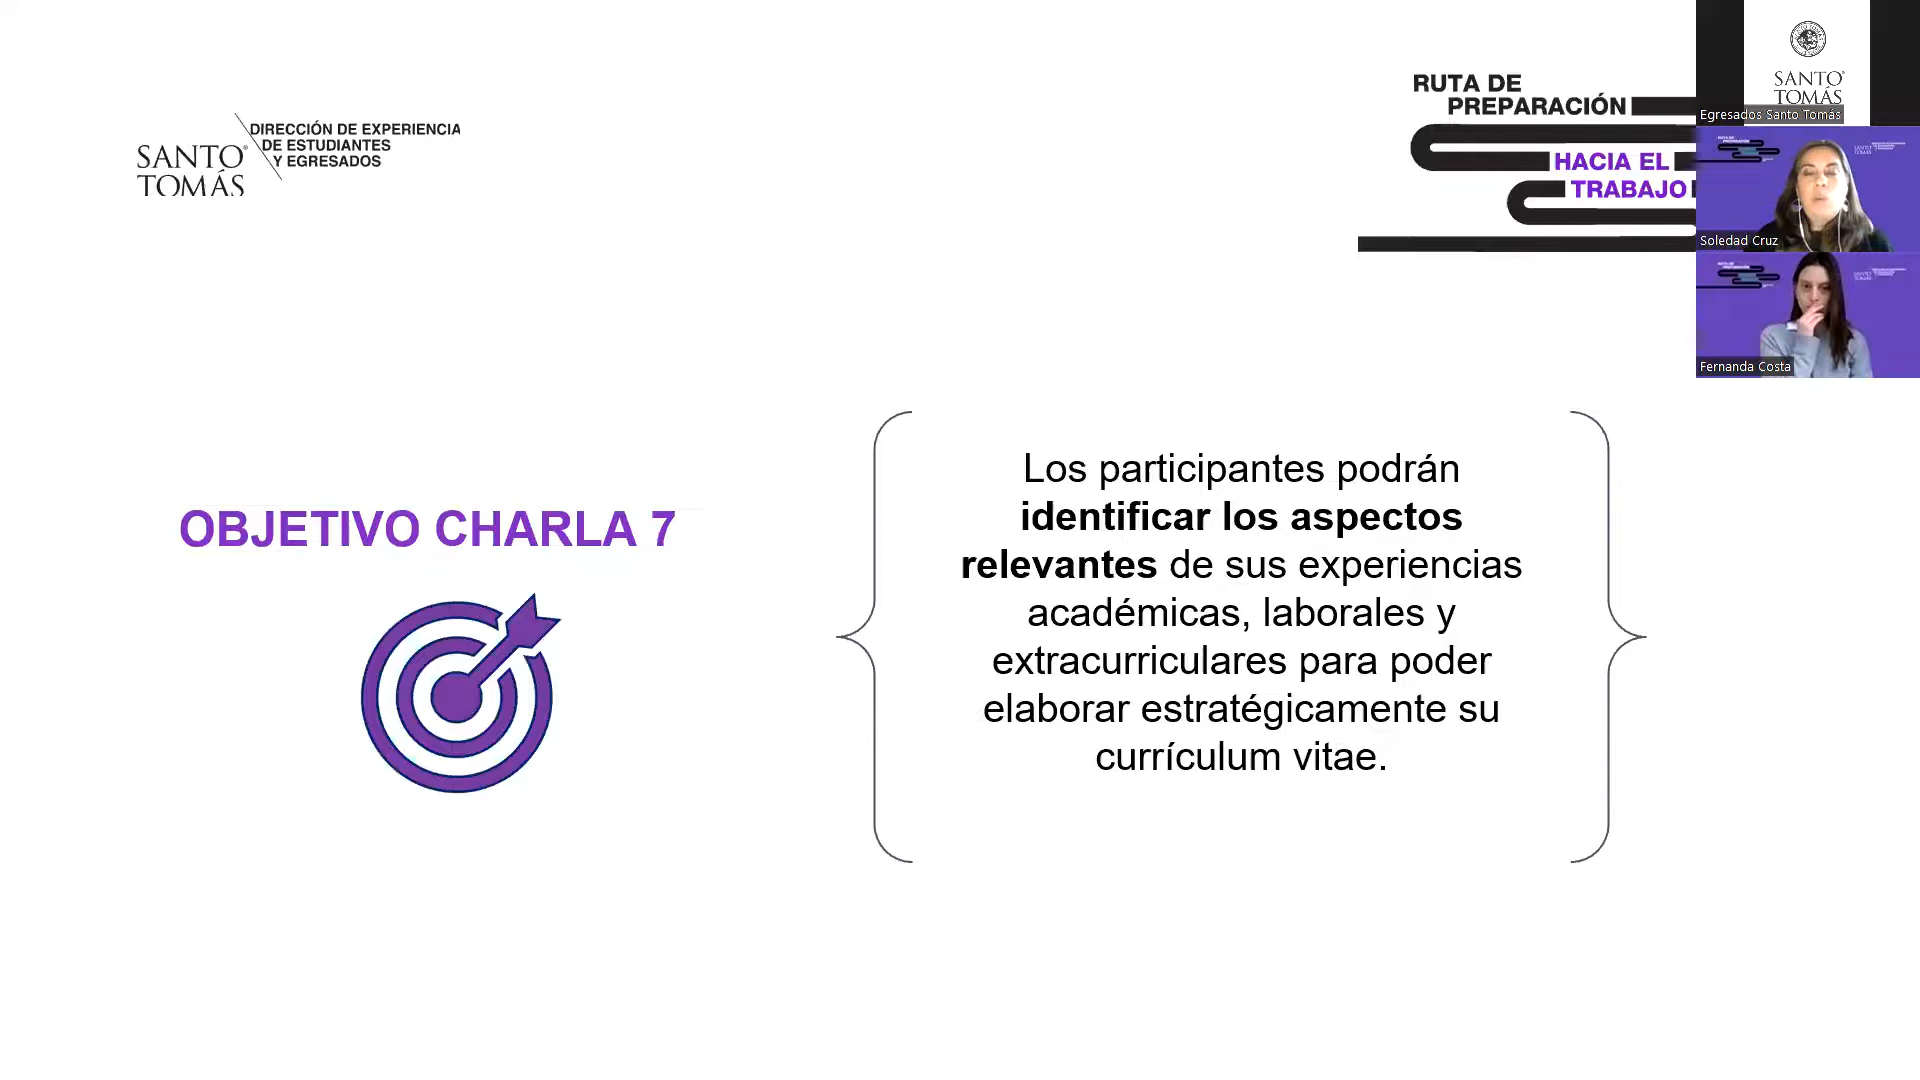 SANTO
TOMÁS
DIRECCIÓN DE EXPERIENCIA
DE ESTUDIANTES
Y EGRESADOS
RUTA DE
PREPARACIÓN
HACIA EL
TRABAJO
SANTO
TOMÁS
Egresados Santo Tomás
Soledad Cruz
Fernanda Costa
OBJETIVO CHARLA 7
Los participantes podrán
identificar los aspectos
relevantes de sus experiencias
académicas, laborales y
extracurriculares para poder
elaborar estratégicamente su
currículum vitae.